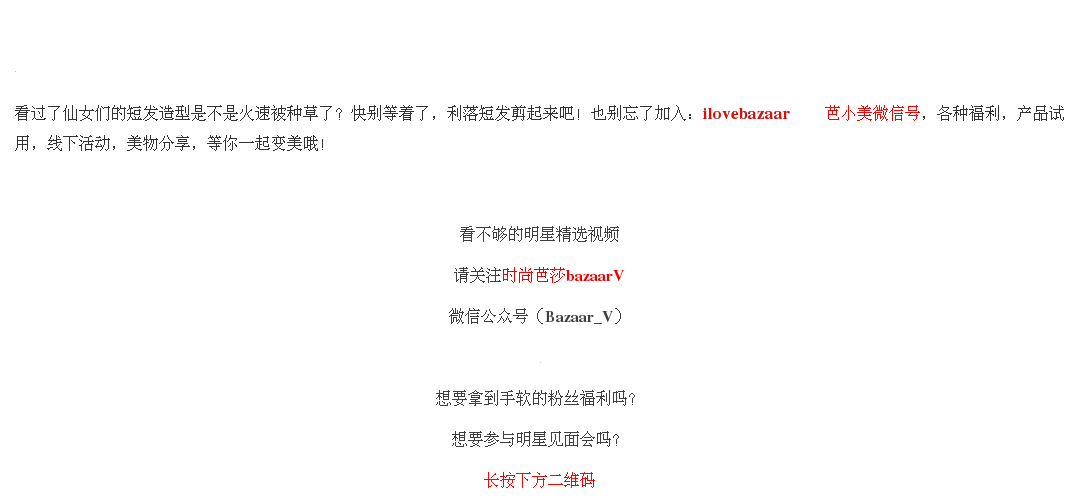 看过了仙女们的短发造型是不是火速被种草了？快别等着了，利落短发剪起来吧！也别忘了加入：ilovebazaar 芭小美微信号，各种福利，产品试
用，线下活动，美物分享，等你一起变美哦！
看不够的明星精选视频
请关注时尚芭莎bazaarV
微信公众号（Bazaar_V）
想要拿到手软的粉丝福利吗？
想要参与明星见面会吗？
长按下方二维码